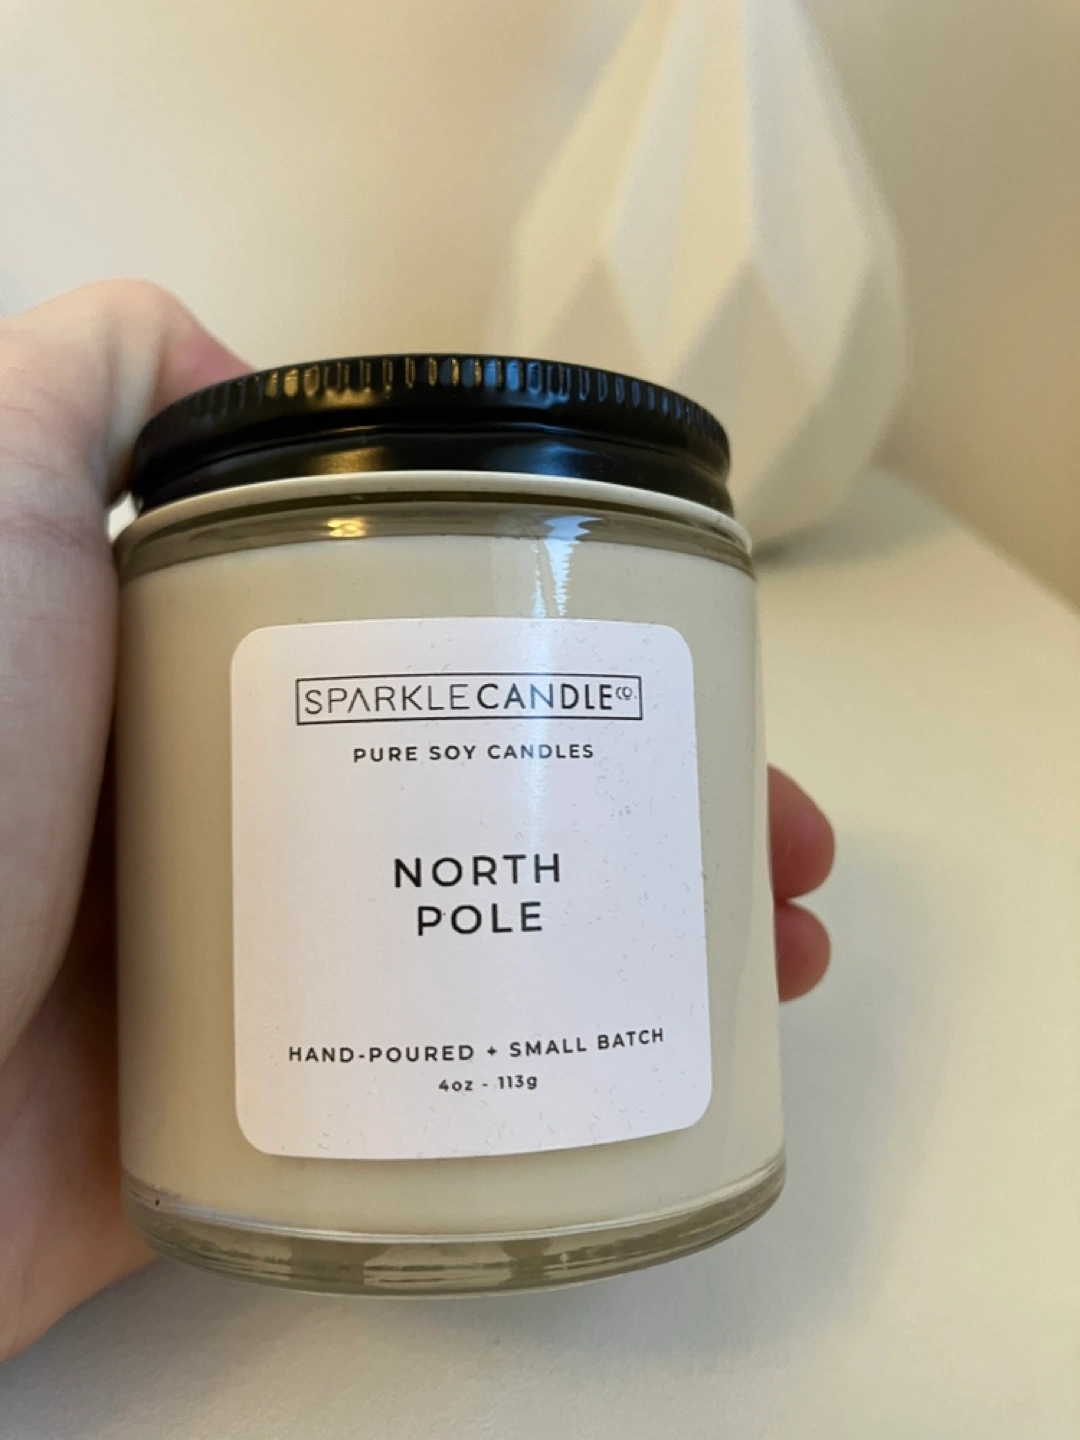 SPARKLECANDLE CO.
PURE SOY CANDLES
NORTH
POLE
HAND-POURED + SMALL BATCH
4oz - 113g